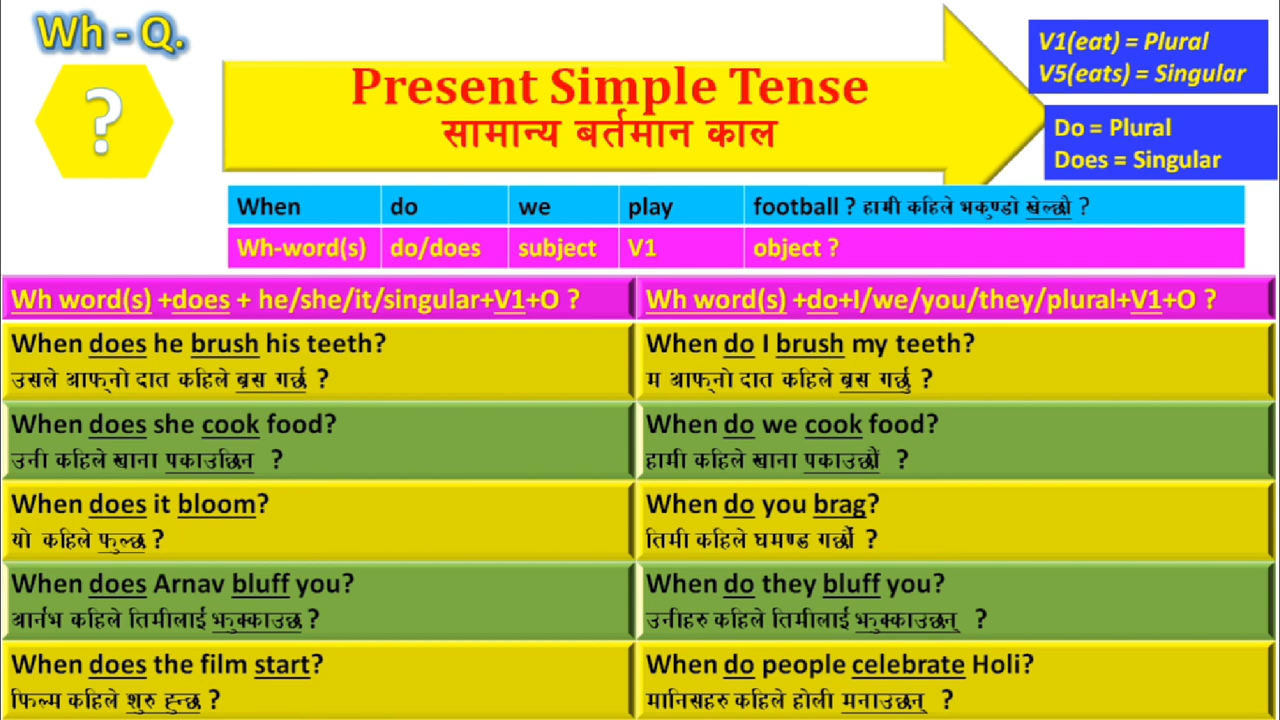 Wh - Q.
?
Present Simple Tense
सामान्य बर्तमान काल
V1(eat) = Plural
V5(eats) = Singular
Do = Plural
Does = Singular
When do we play football ? हामी कहिले भकुण्डो खेल्छौ ?
Wh-word(s) do/does subject V1 object ?
Wh word(s) +does + he/she/it/singular+V1+O ?
Wh word(s) +do+I/we/you/they/plural+V1+O ?
When does he brush his teeth?
उसले आफ्नो दात कहिले ब्रस गर्छ ?
When do I brush my teeth?
म आफ्नो दात कहिले ब्रस गर्छु ?
When does she cook food?
उनी कहिले खाना पकाउछिन ?
When do we cook food?
हामी कहिले खाना पकाउछौं ?
When does it bloom?
यो कहिले फुल्छ ?
When do you brag?
तिमी कहिले घमण्ड गर्छौ ?
When does Arnav bluff you?
आर्नभ कहिले तिमीलाई झुक्काउछ ?
When do they bluff you?
उनीहरु कहिले तिमीलाई झुक्काउछन् ?
When does the film start?
फिल्म कहिले शुरु हुन्छ ?
When do people celebrate Holi?
मानिसहरु कहिले होली मनाउछन् ?